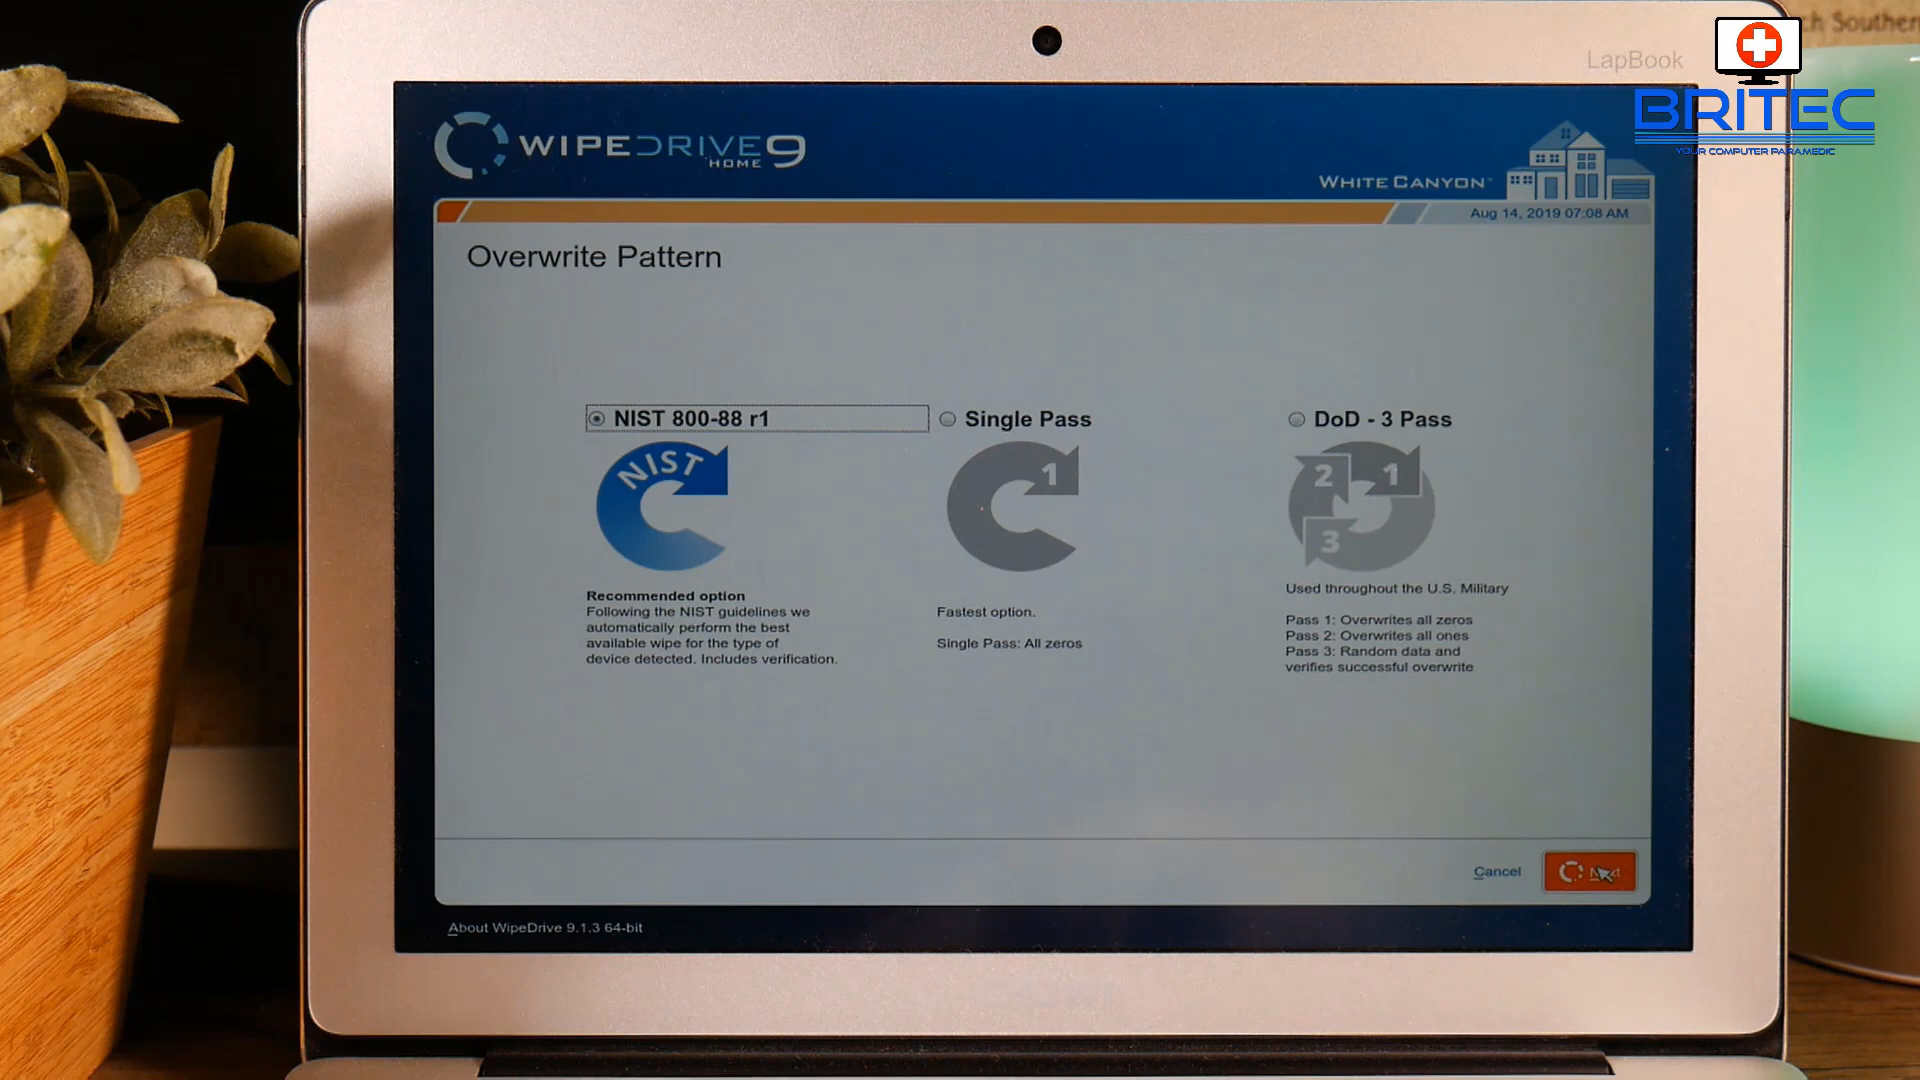 ch Southern
LapBook
BRITEC
YOUR COMPUTER PARAMEDIC
WIPEDRIVE9
HOME
WHITECANYON
Aug 14, 2019 07:08 AM
Overwrite Pattern
NIST 800-88 r1
Single Pass
DoD - 3 Pass
NIST
1
2
1
3
Recommended option
Following the NIST guidelines we
automatically perform the best
available wipe for the type of
device detected. Includes verification.
Fastest option.
Single Pass: All zeros
Used throughout the U.S. Military
Pass 1: Overwrites all zeros
Pass 2: Overwrites all ones
Pass 3: Random data and
verifies successful overwrite
Cancel
Next
About WipeDrive 9.1.3 64-bit